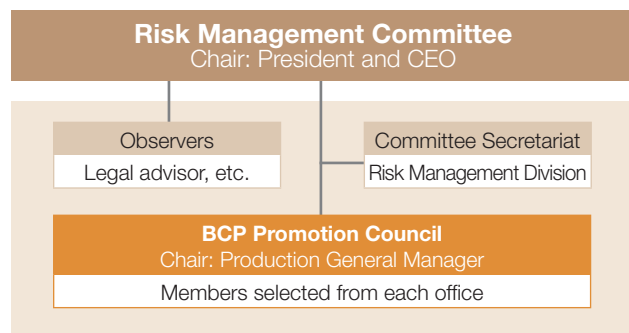 Risk Management Committee
Chair: President and CEO
Observers
Legal advisor, etc.
Committee Secretariat
Risk Management Division
BCP Promotion Council
Chair: Production General Manager
Members selected from each office